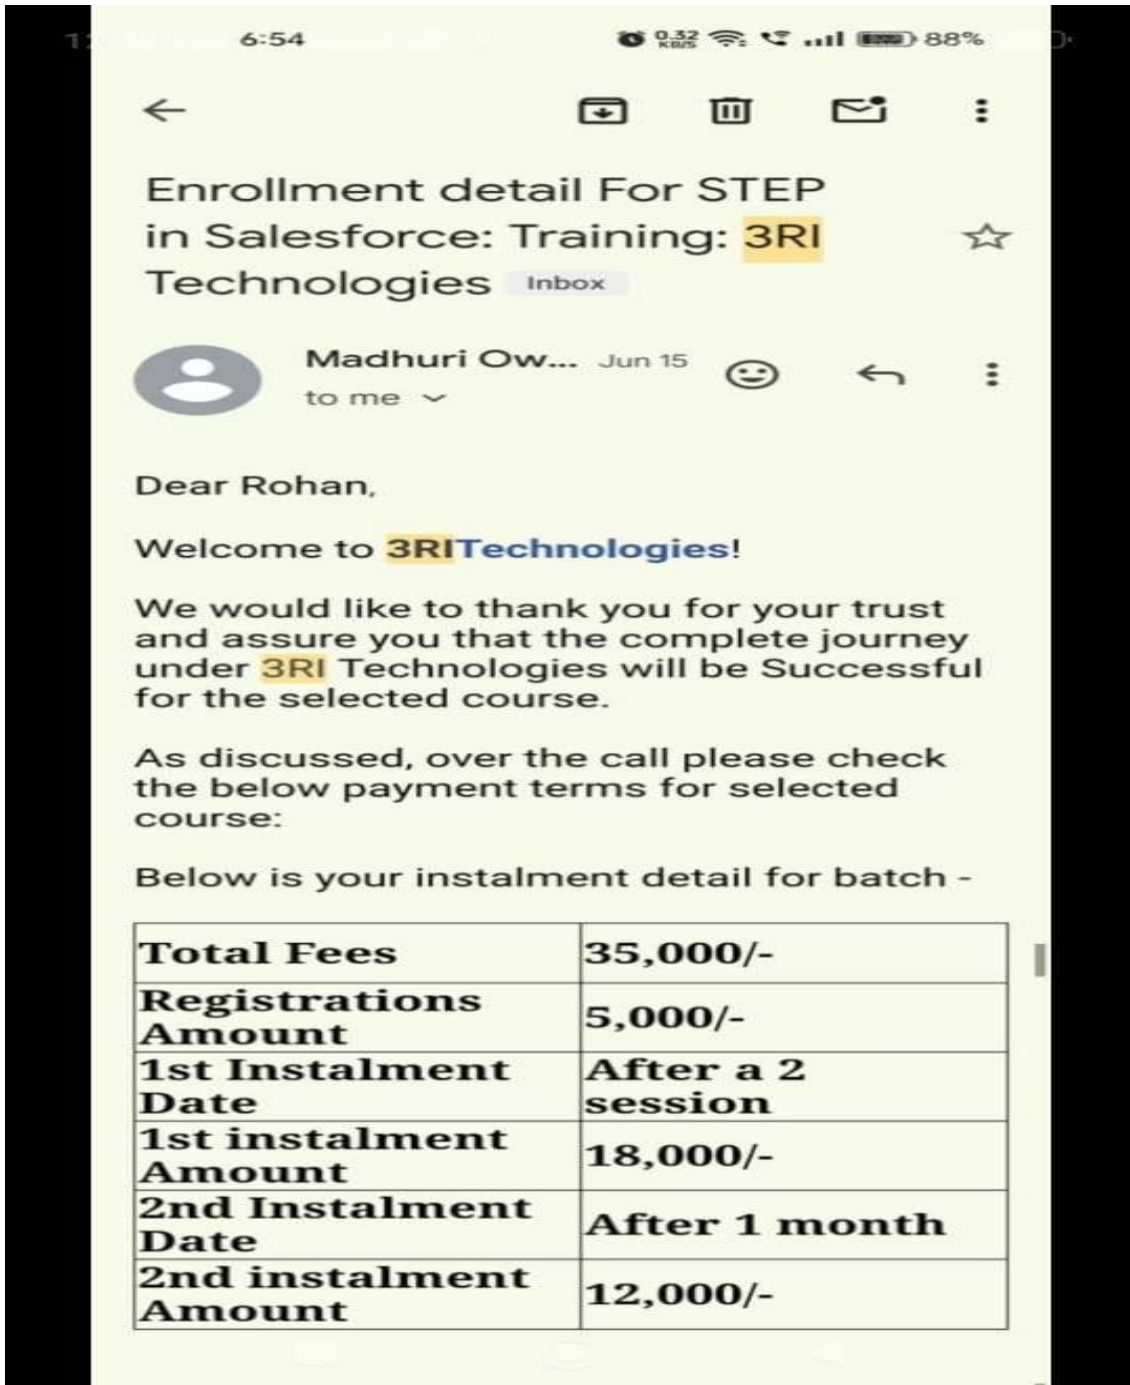 6:54 0.32 KB/S 88%
Enrollment detail For STEP
in Salesforce: Training: 3RI
Technologies Inbox
Madhuri Ow... Jun 15
to me
Dear Rohan,
Welcome to 3RITechnologies!
We would like to thank you for your trust
and assure you that the complete journey
under 3RI Technologies will be Successful
for the selected course.
As discussed, over the call please check
the below payment terms for selected
course:
Below is your instalment detail for batch -
Total Fees 35,000/-
Registrations
Amount 5,000/-
1st Instalment
Date After a 2
session
1st instalment
Amount 18,000/-
2nd Instalment
Date After 1 month
2nd instalment
Amount 12,000/-